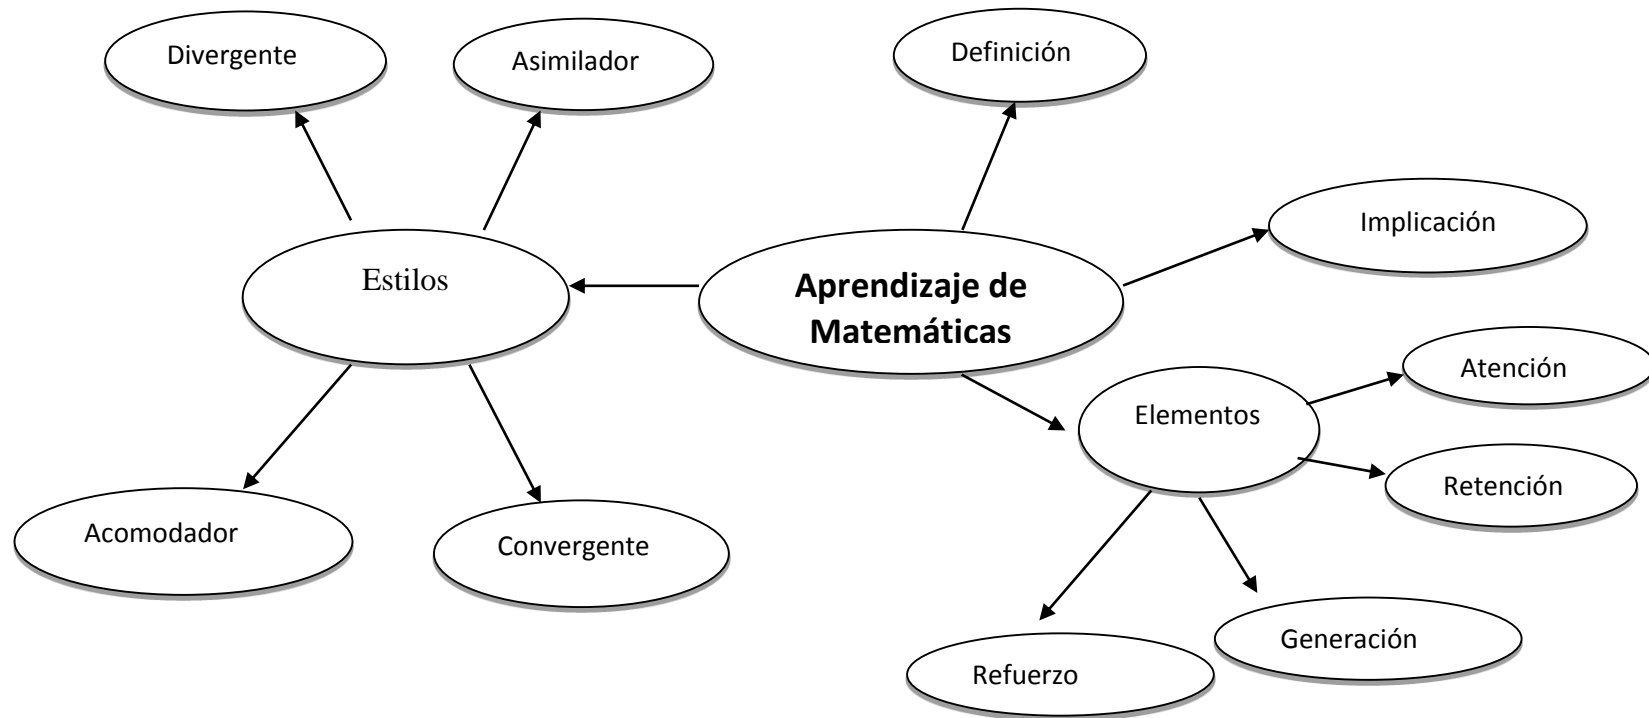 Divergente
Asimilador
Definición
Implicación
Estilos
Aprendizaje de
Matemáticas
Atención
Elementos
Retención
Acomodador
Convergente
Generación
Refuerzo